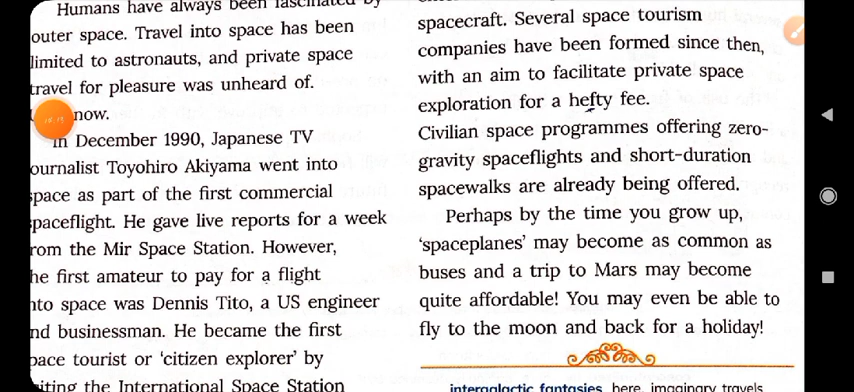 Humans have always been fascinated by
outer space. Travel into space has been
limited to astronauts, and private space
travel for pleasure was unheard of.
now.
In December 1990, Japanese TV
ournalist Toyohiro Akiyama went into
space as part of the first commercial
spaceflight. He gave live reports for a week
rom the Mir Space Station. However,
he first amateur to pay for a flight
nto space was Dennis Tito, a US engineer
nd businessman. He became the first
pace tourist or 'citizen explorer' by
iting the International Space Station
spacecraft. Several space tourism
companies have been formed since then,
with an aim to facilitate private space
exploration for a hefty fee.
Civilian space programmes offering zero-
gravity spaceflights and short-duration
spacewalks are already being offered.
Perhaps by the time you grow up,
'spaceplanes' may become as common as
buses and a trip to Mars may become
quite affordable! You may even be able to
fly to the moon and back for a holiday!
intergalactic fantasies here, imaginary travels